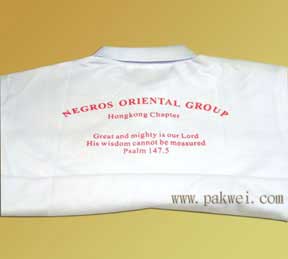 NEGROS ORIENTAL GROUP
Hongkong Chapter
Great and mighty is our Lord
His wisdom cannot be measured
Psalm 147.5
www.pakwei.com